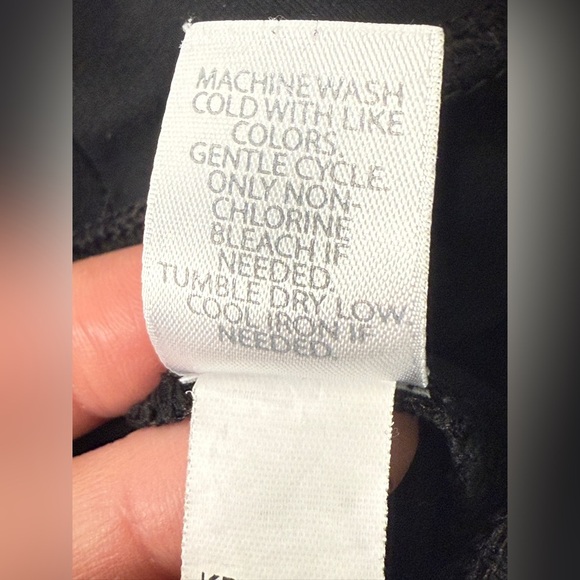 MACHINE WASH
COLD WITH LIKE
COLORS.
GENTLE CYCLE.
ONLY NON-
CHLORINE
BLEACH IF
NEEDED.
TUMBLE DRY LOW.
COOL IRON IF
NEEDED.